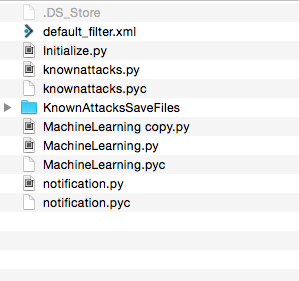 .DS_Store
default_filter.xml
Initialize.py
knownattacks.py
knownattacks.pyc
KnownAttacksSaveFiles
MachineLearning copy.py
MachineLearning.py
MachineLearning.pyc
notification.py
notification.pyc